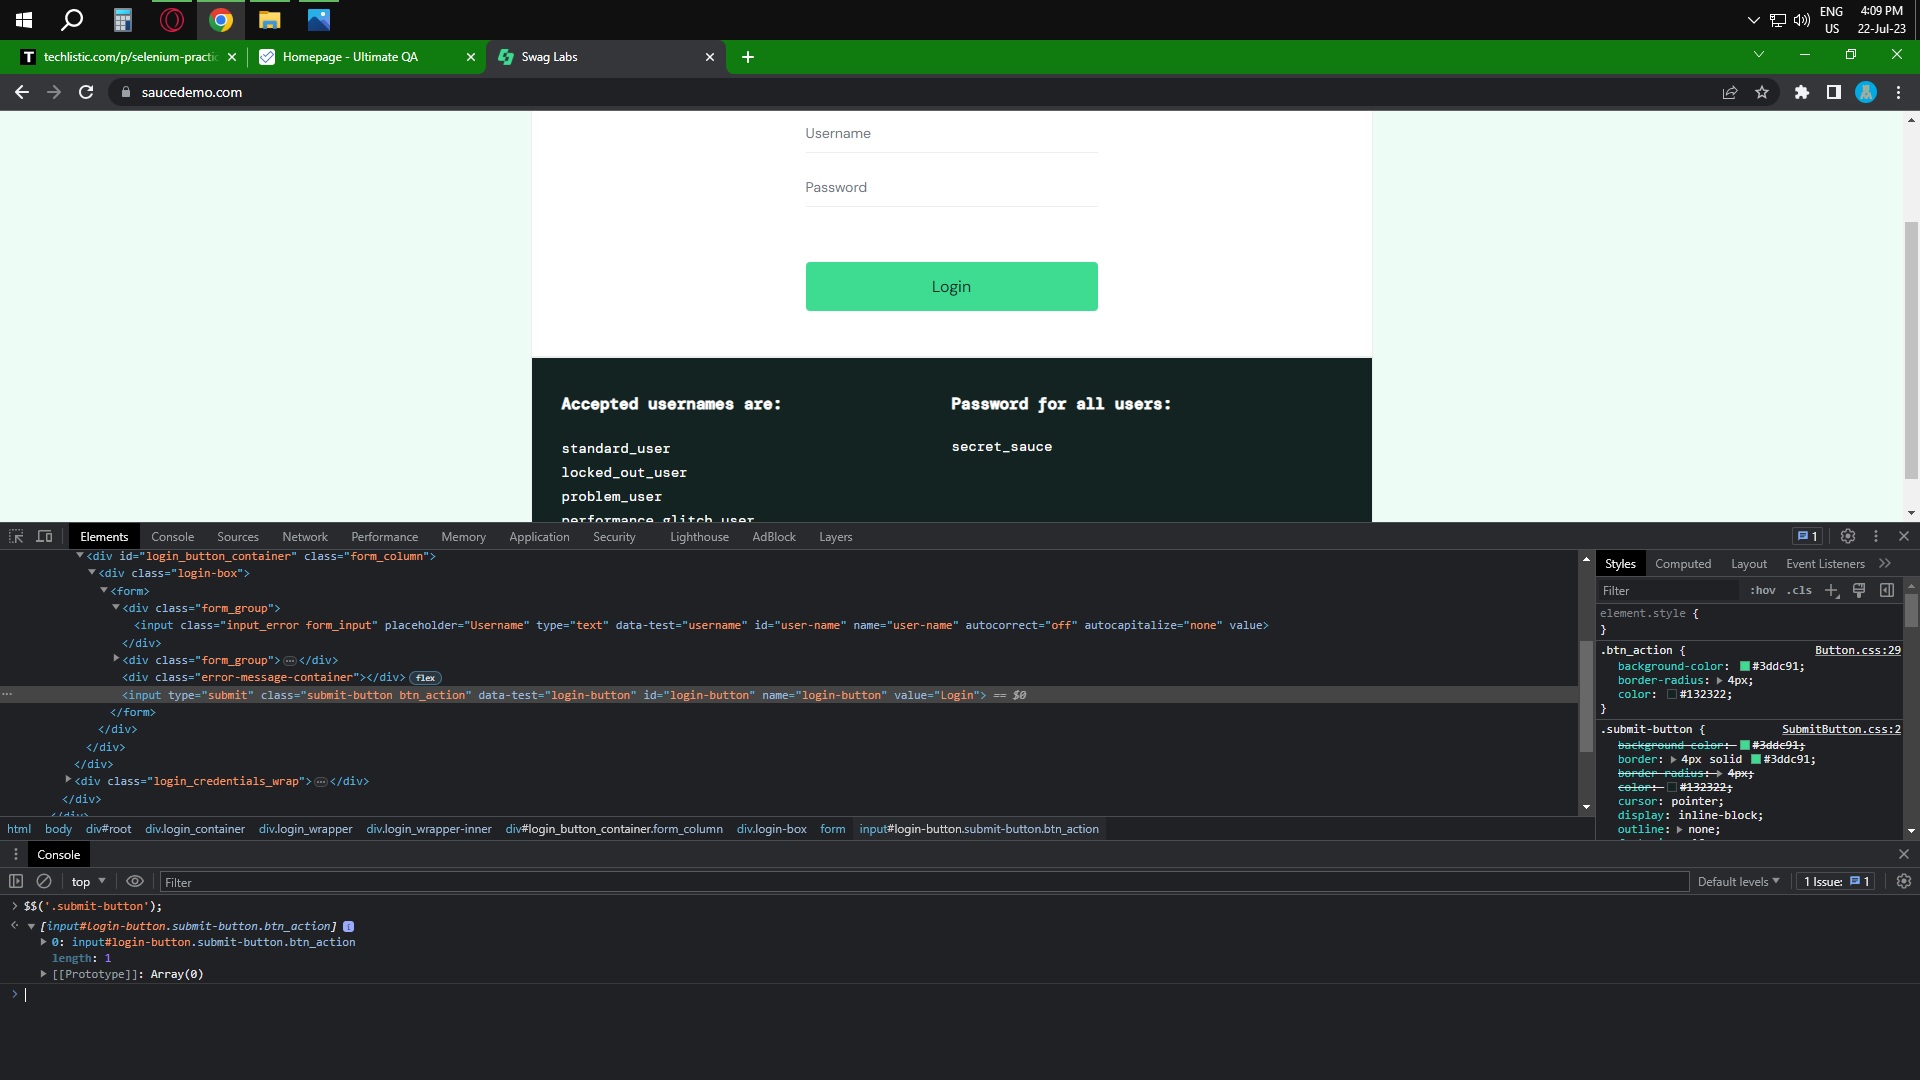 ENG
US
4:09 PM
22-Jul-23
techlistic.com/p/selenium-practic
Homepage - Ultimate QA
Swag Labs
saucedemo.com
Username
Password
Login
Accepted usernames are:
Password for all users:
standard_user
secret_sauce
locked_out_user
problem_user
performance_glitch_user
Elements Console Sources Network Performance Memory Application Security Lighthouse AdBlock Layers
1
<div id="login_button_container" class="form_column">
<div class="login-box">
<form>
<div class="form_group">
<input class="input_error form_input" placeholder="Username" type="text" data-test="username" id="user-name" name="user-name" autocorrect="off" autocapitalize="none" value>
</div>
<div class="form_group">…</div>
<div class="error-message-container"></div> flex
… <input type="submit" class="submit-button btn_action" data-test="login-button" id="login-button" name="login-button" value="Login"> == $0
</form>
</div>
</div>
</div>
<div class="login_credentials_wrap">…</div>
</div>
</div>
html body div#root div.login_container div.login_wrapper div.login_wrapper-inner div#login_button_container.form_column div.login-box form input#login-button.submit-button.btn_action
Styles Computed Layout Event Listeners
Filter :hov .cls
element.style {
}
.btn_action { Button.css:29
background-color: #3ddc91;
border-radius: 4px;
color: #132322;
}
.submit-button { SubmitButton.css:2
background-color: #3ddc91;
border: 4px solid #3ddc91;
border-radius: 4px;
color: #132322;
cursor: pointer;
display: inline-block;
outline: none;
Console
top Filter Default levels 1 Issue: 1
> $$('.submit-button');
[input#login-button.submit-button.btn_action] i
0: input#login-button.submit-button.btn_action
length: 1
[[Prototype]]: Array(0)
>